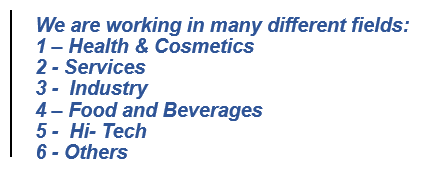 We are working in many different fields:
1 – Health & Cosmetics
2 - Services
3 -  Industry
4 – Food and Beverages
5 -  Hi- Tech
6 - Others